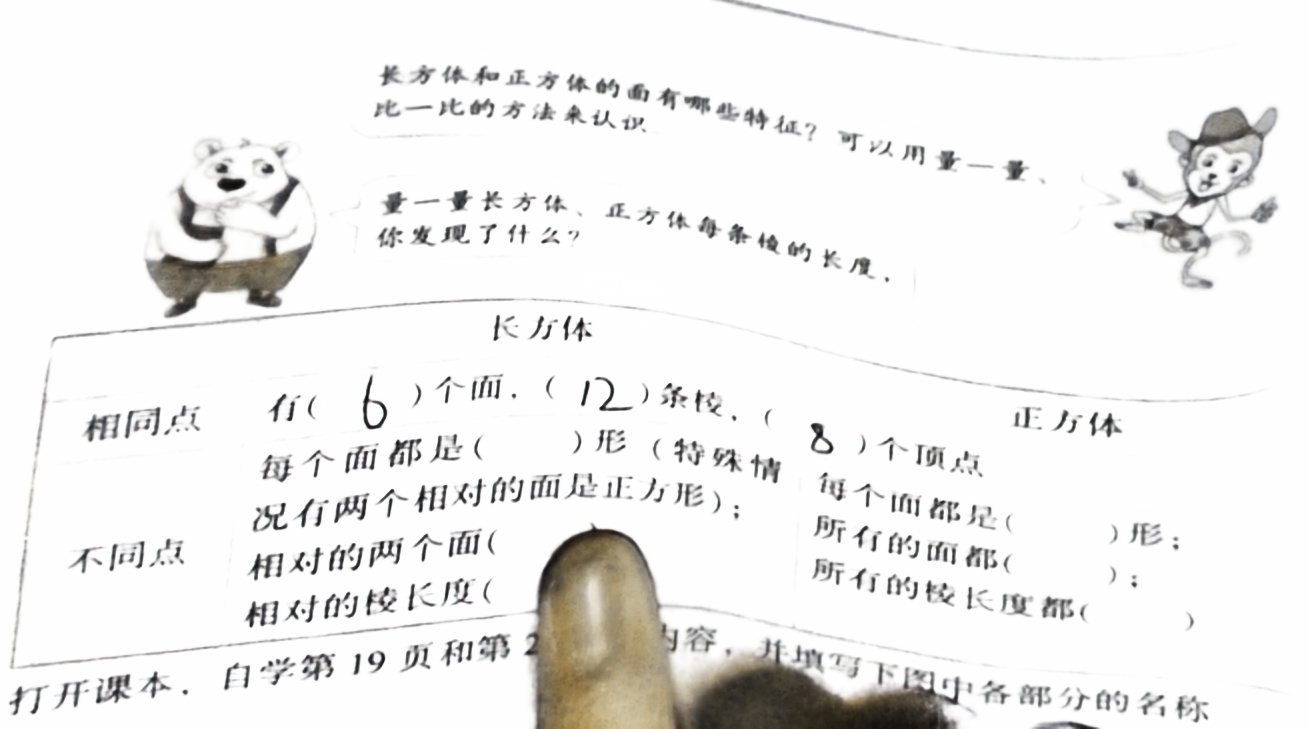 长方体和正方体的面有哪些特征？可以用量一量、
比一比的方法来认识
量一量长方体、正方体每条棱的长度，
你发现了什么？
长方体
正方体
相同点
有( 6 )个面，( 12 )条棱，( 8 )个顶点
不同点
每个面都是( )形（特殊情
况有两个相对的面是正方形）；
相对的两个面(
相对的棱长度(
每个面都是( )形；
所有的面都( )；
所有的棱长度都( )
打开课本，自学第 19 页和第 2 内容，并填写下图中各部分的名称